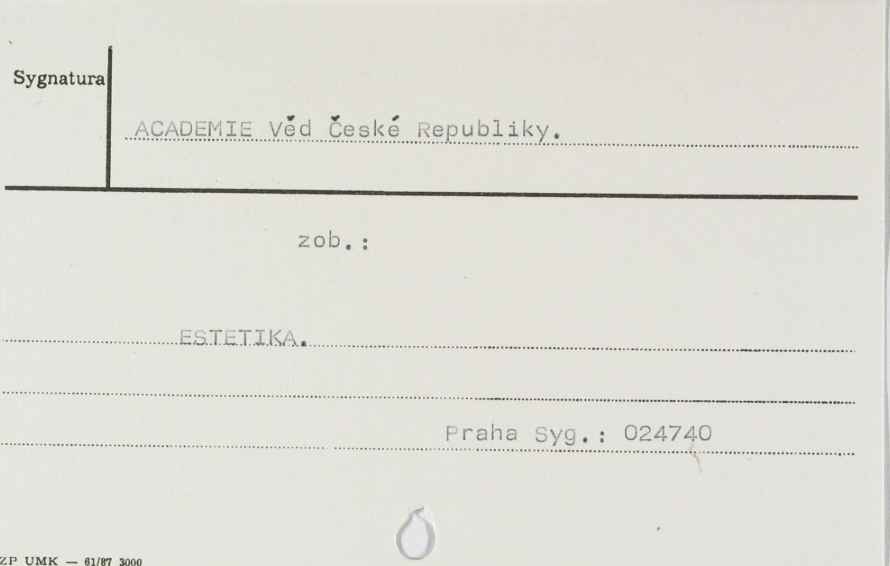 Sygnatura
ACADEMIE Věd České Republiky.
zob.:
ESTETIKA.
Praha Syg.: 024740
ZP UMK — 61/87 3000